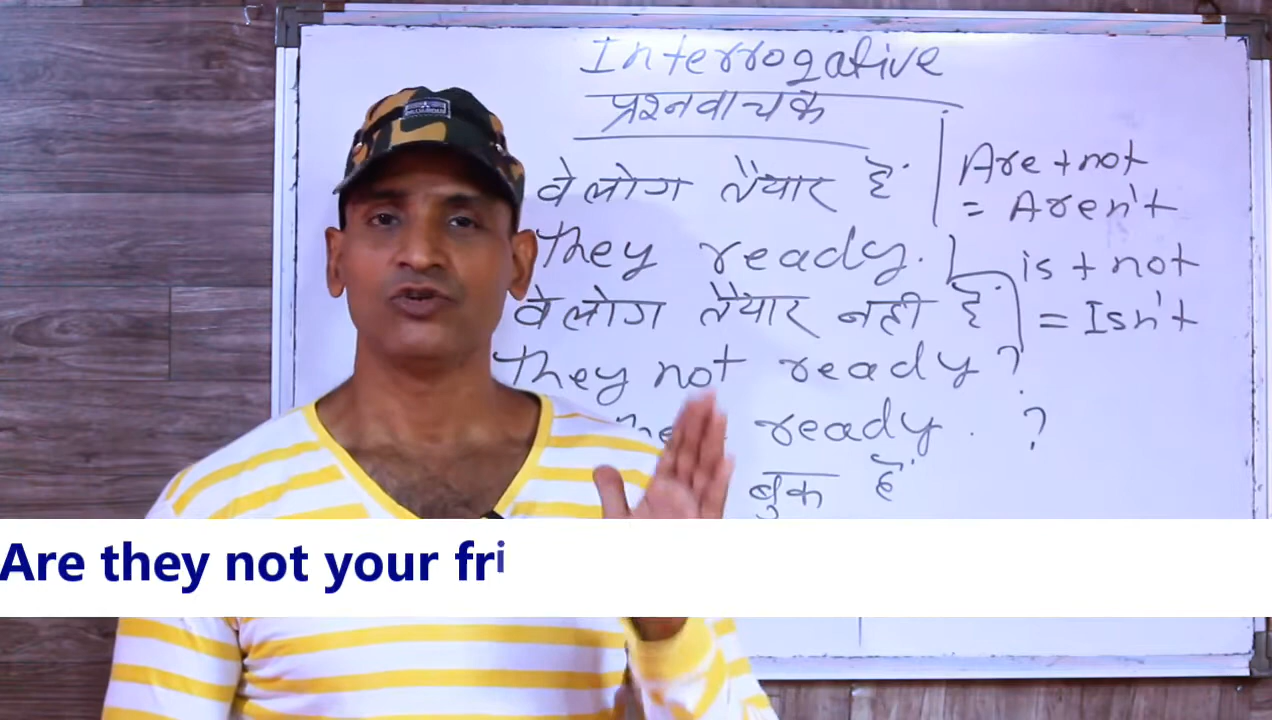 Interrogative
प्रश्नवाचक
वे लोग तैयार हैं
they ready.
वे लोग तैयार नही हैं
they not ready ?
ready . ?
बुक हैं
Are + not
= Aren't
is + not
= Isn't
Are they not your fri